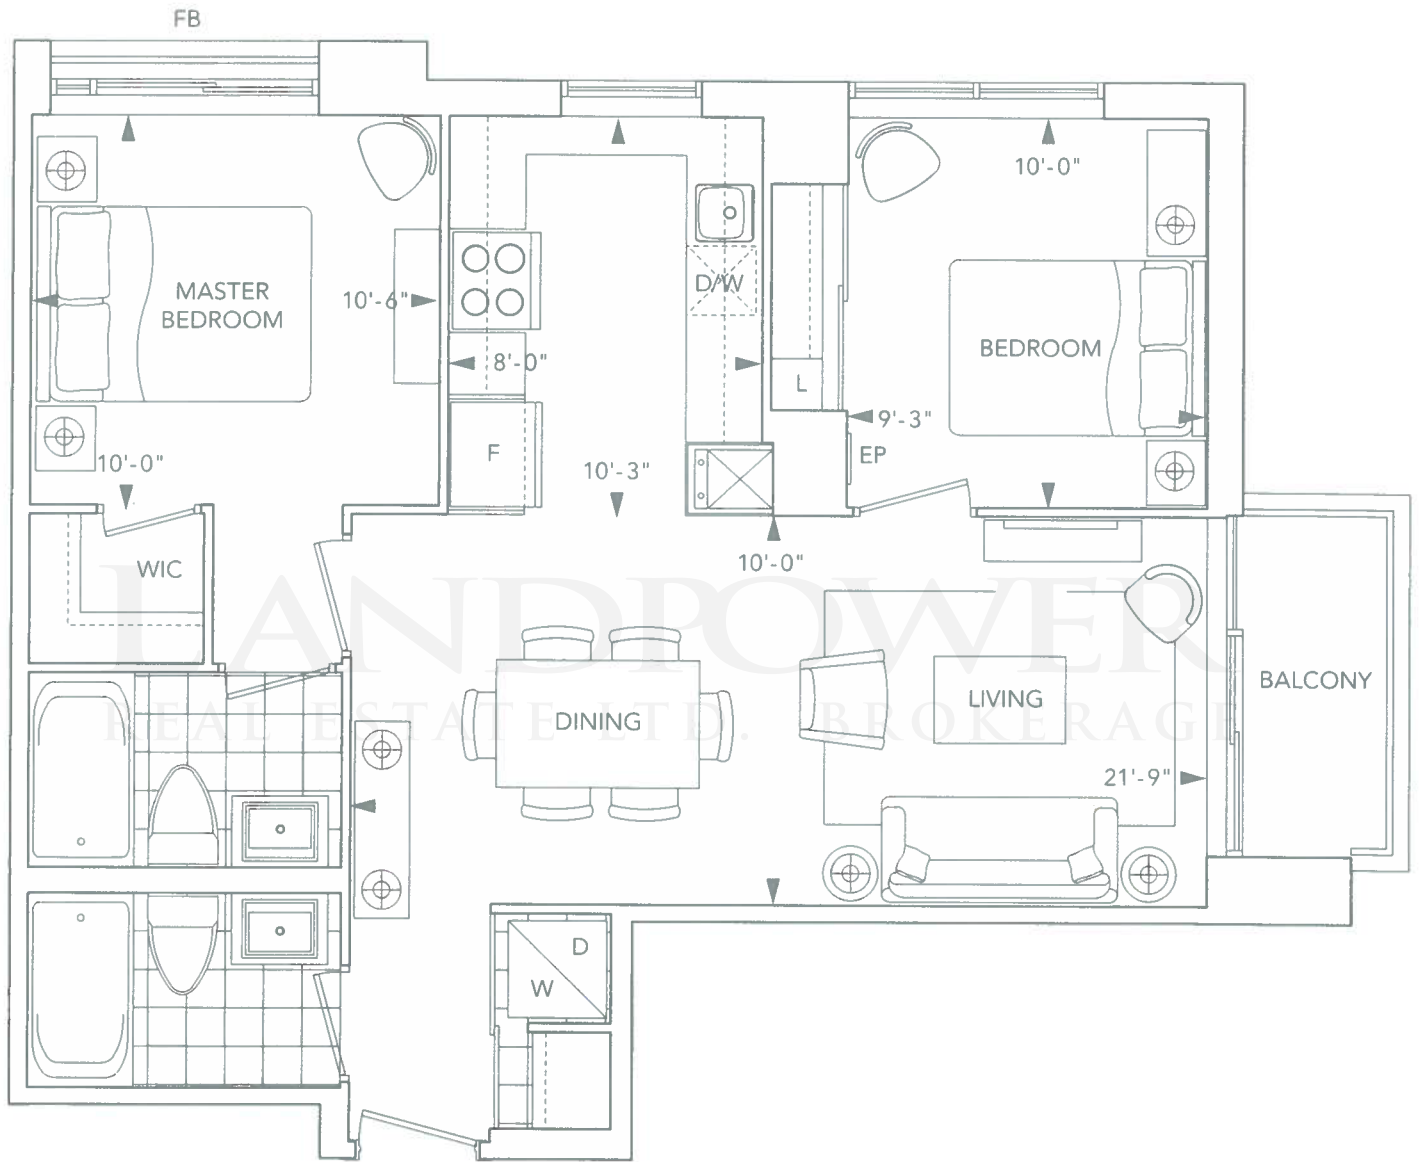 FB
10'-0"
MASTER
BEDROOM
10'-6"
D/W
8'-0"
BEDROOM
L
9'-3"
EP
F
10'-0"
10'-3"
10'-0"
WIC
LANDPOWER
REAL ESTATE LTD. BROKERAGE
DINING
LIVING
BALCONY
21'-9"
D
W